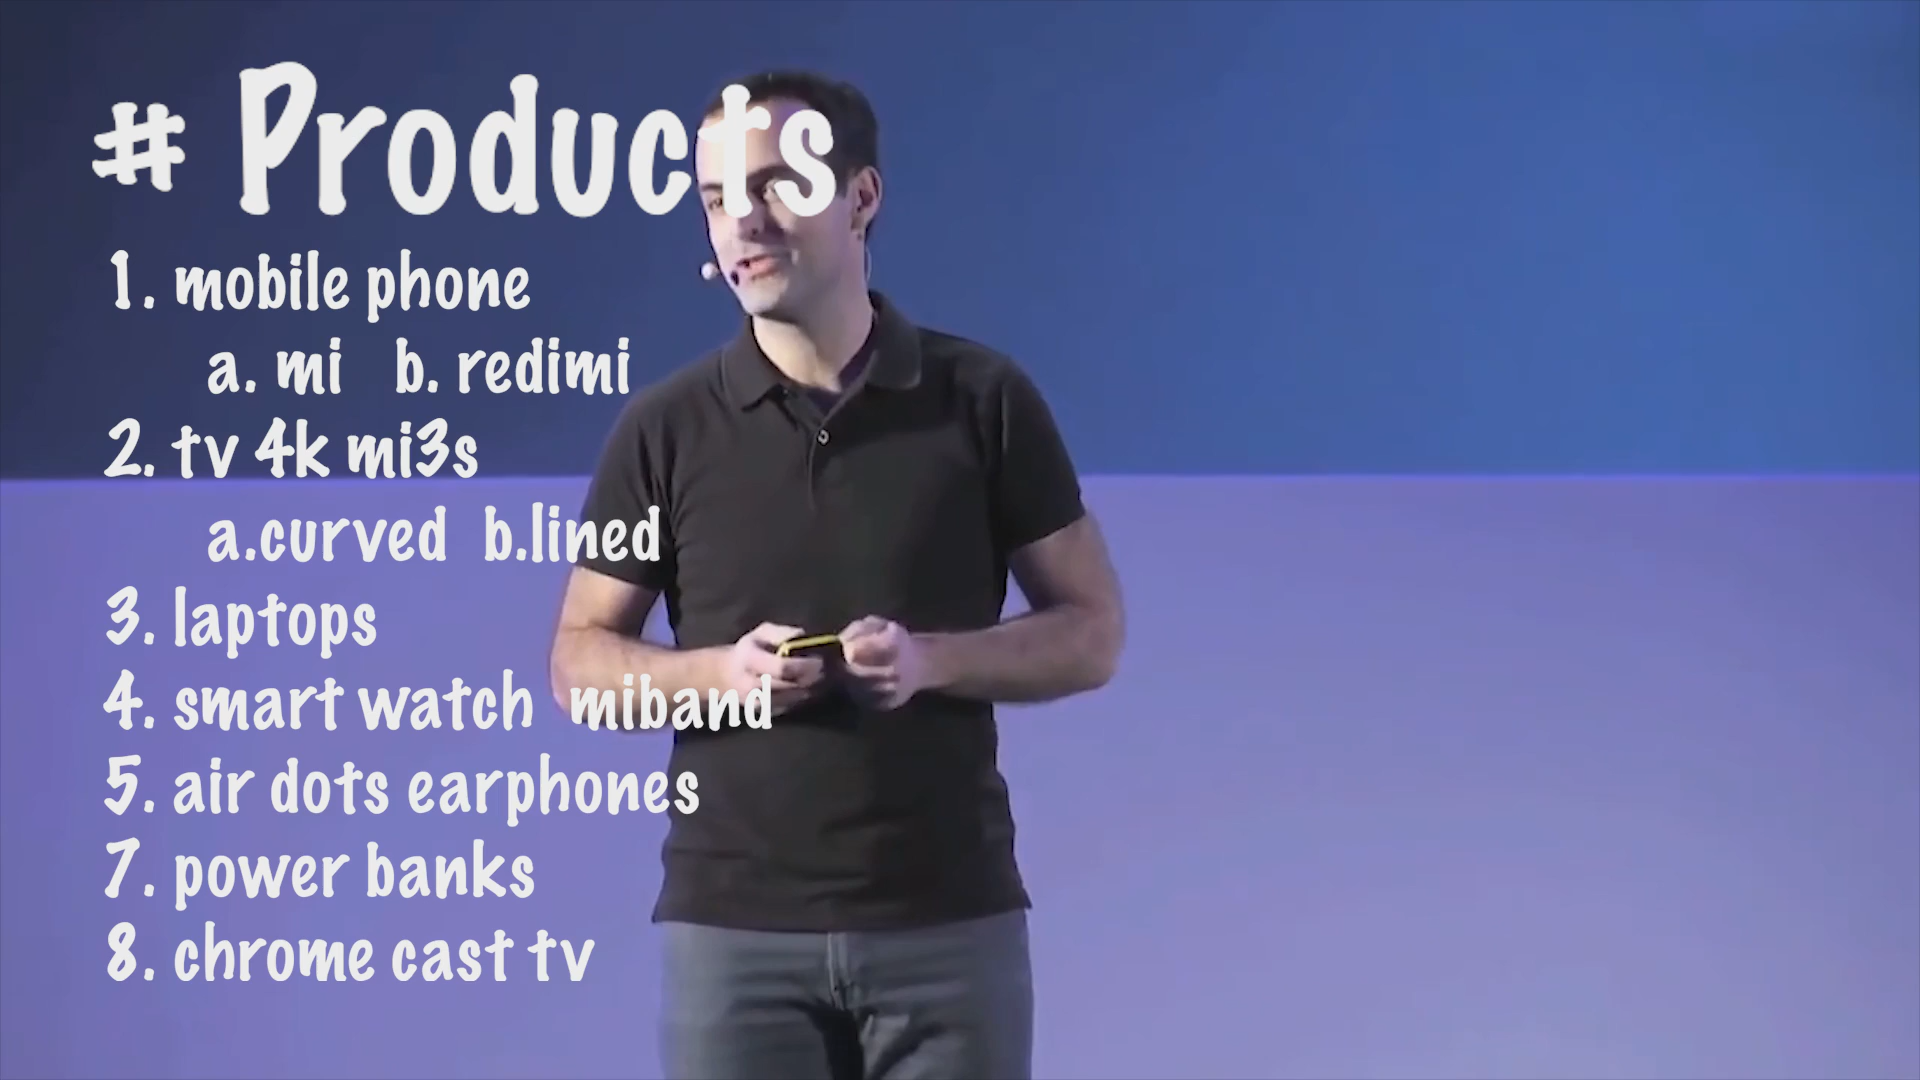 # Products
1. mobile phone
a. mi b. redimi
2. tv 4k mi3s
a.curved b.lined
3. laptops
4. smart watch miband
5. air dots earphones
7. power banks
8. chrome cast tv